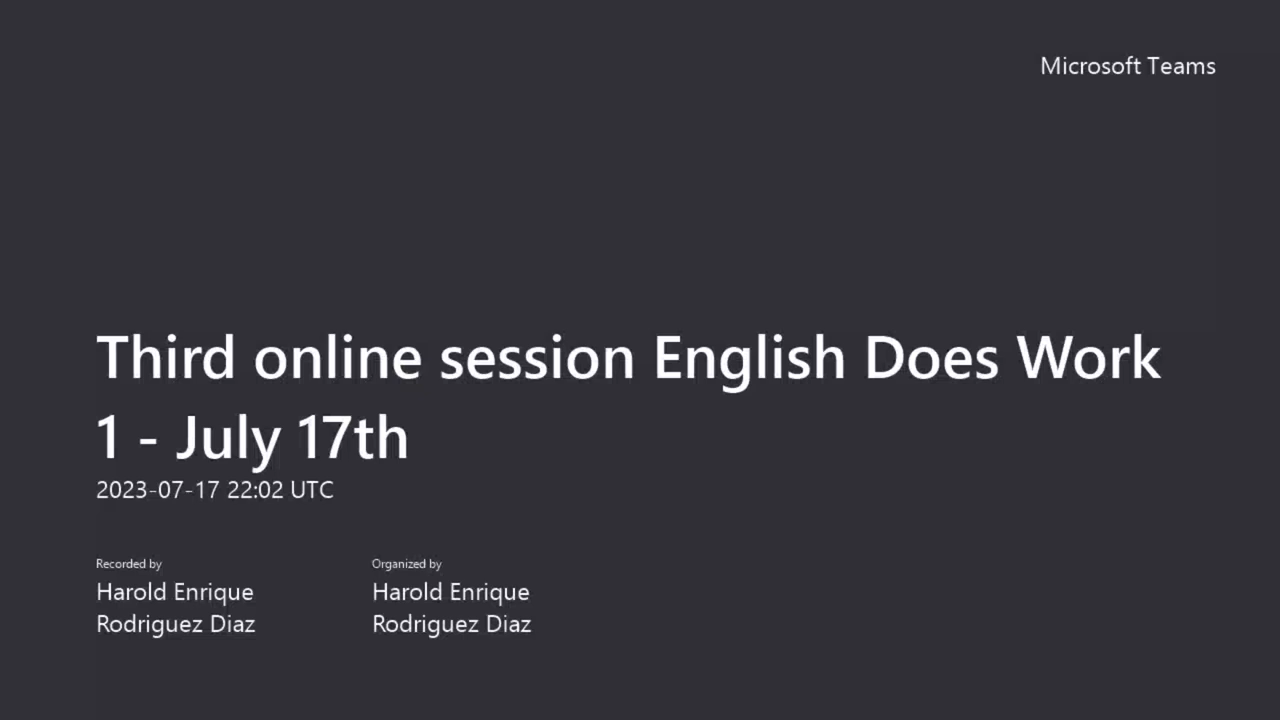 Microsoft Teams
Third online session English Does Work
1 - July 17th
2023-07-17 22:02 UTC
Recorded by
Harold Enrique
Rodriguez Diaz
Organized by
Harold Enrique
Rodriguez Diaz